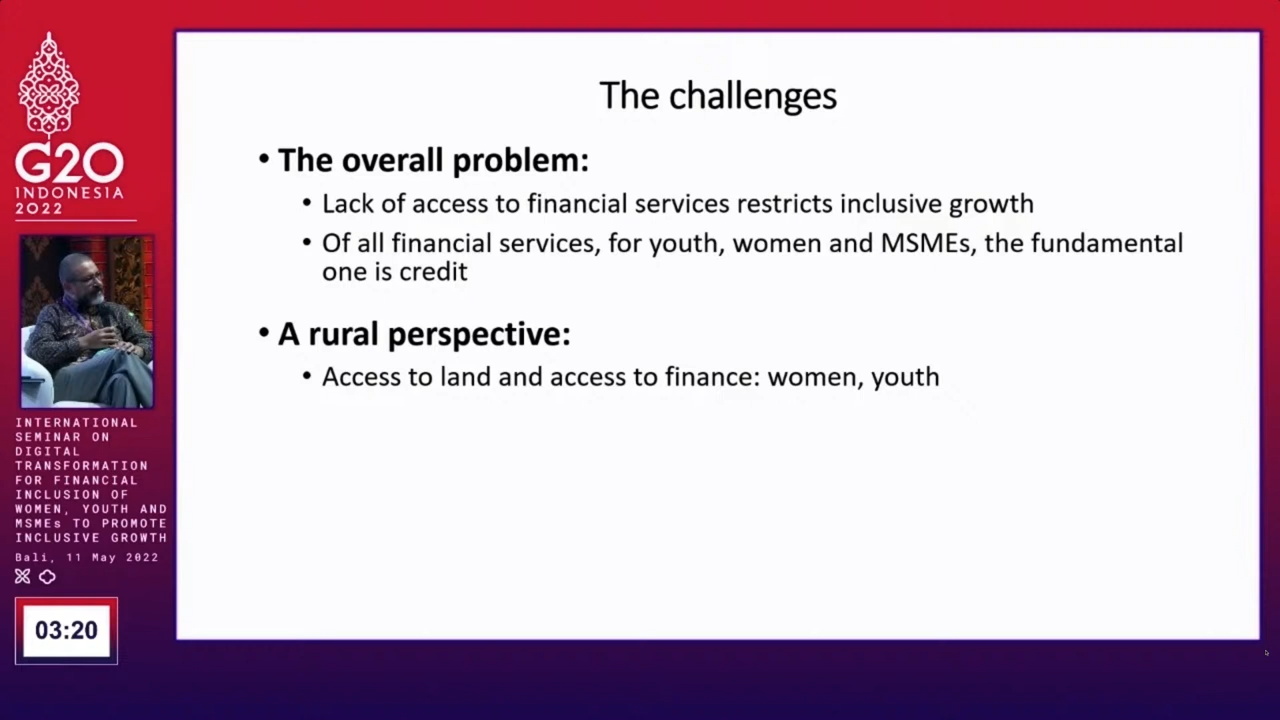 G20
INDONESIA
2022
INTERNATIONAL
SEMINAR ON
DIGITAL
TRANSFORMATION
FOR FINANCIAL
INCLUSION OF
WOMEN, YOUTH AND
MSMEs TO PROMOTE
INCLUSIVE GROWTH
Bali, 11 May 2022
03:20
The challenges
• The overall problem:
• Lack of access to financial services restricts inclusive growth
• Of all financial services, for youth, women and MSMEs, the fundamental
one is credit
• A rural perspective:
• Access to land and access to finance: women, youth